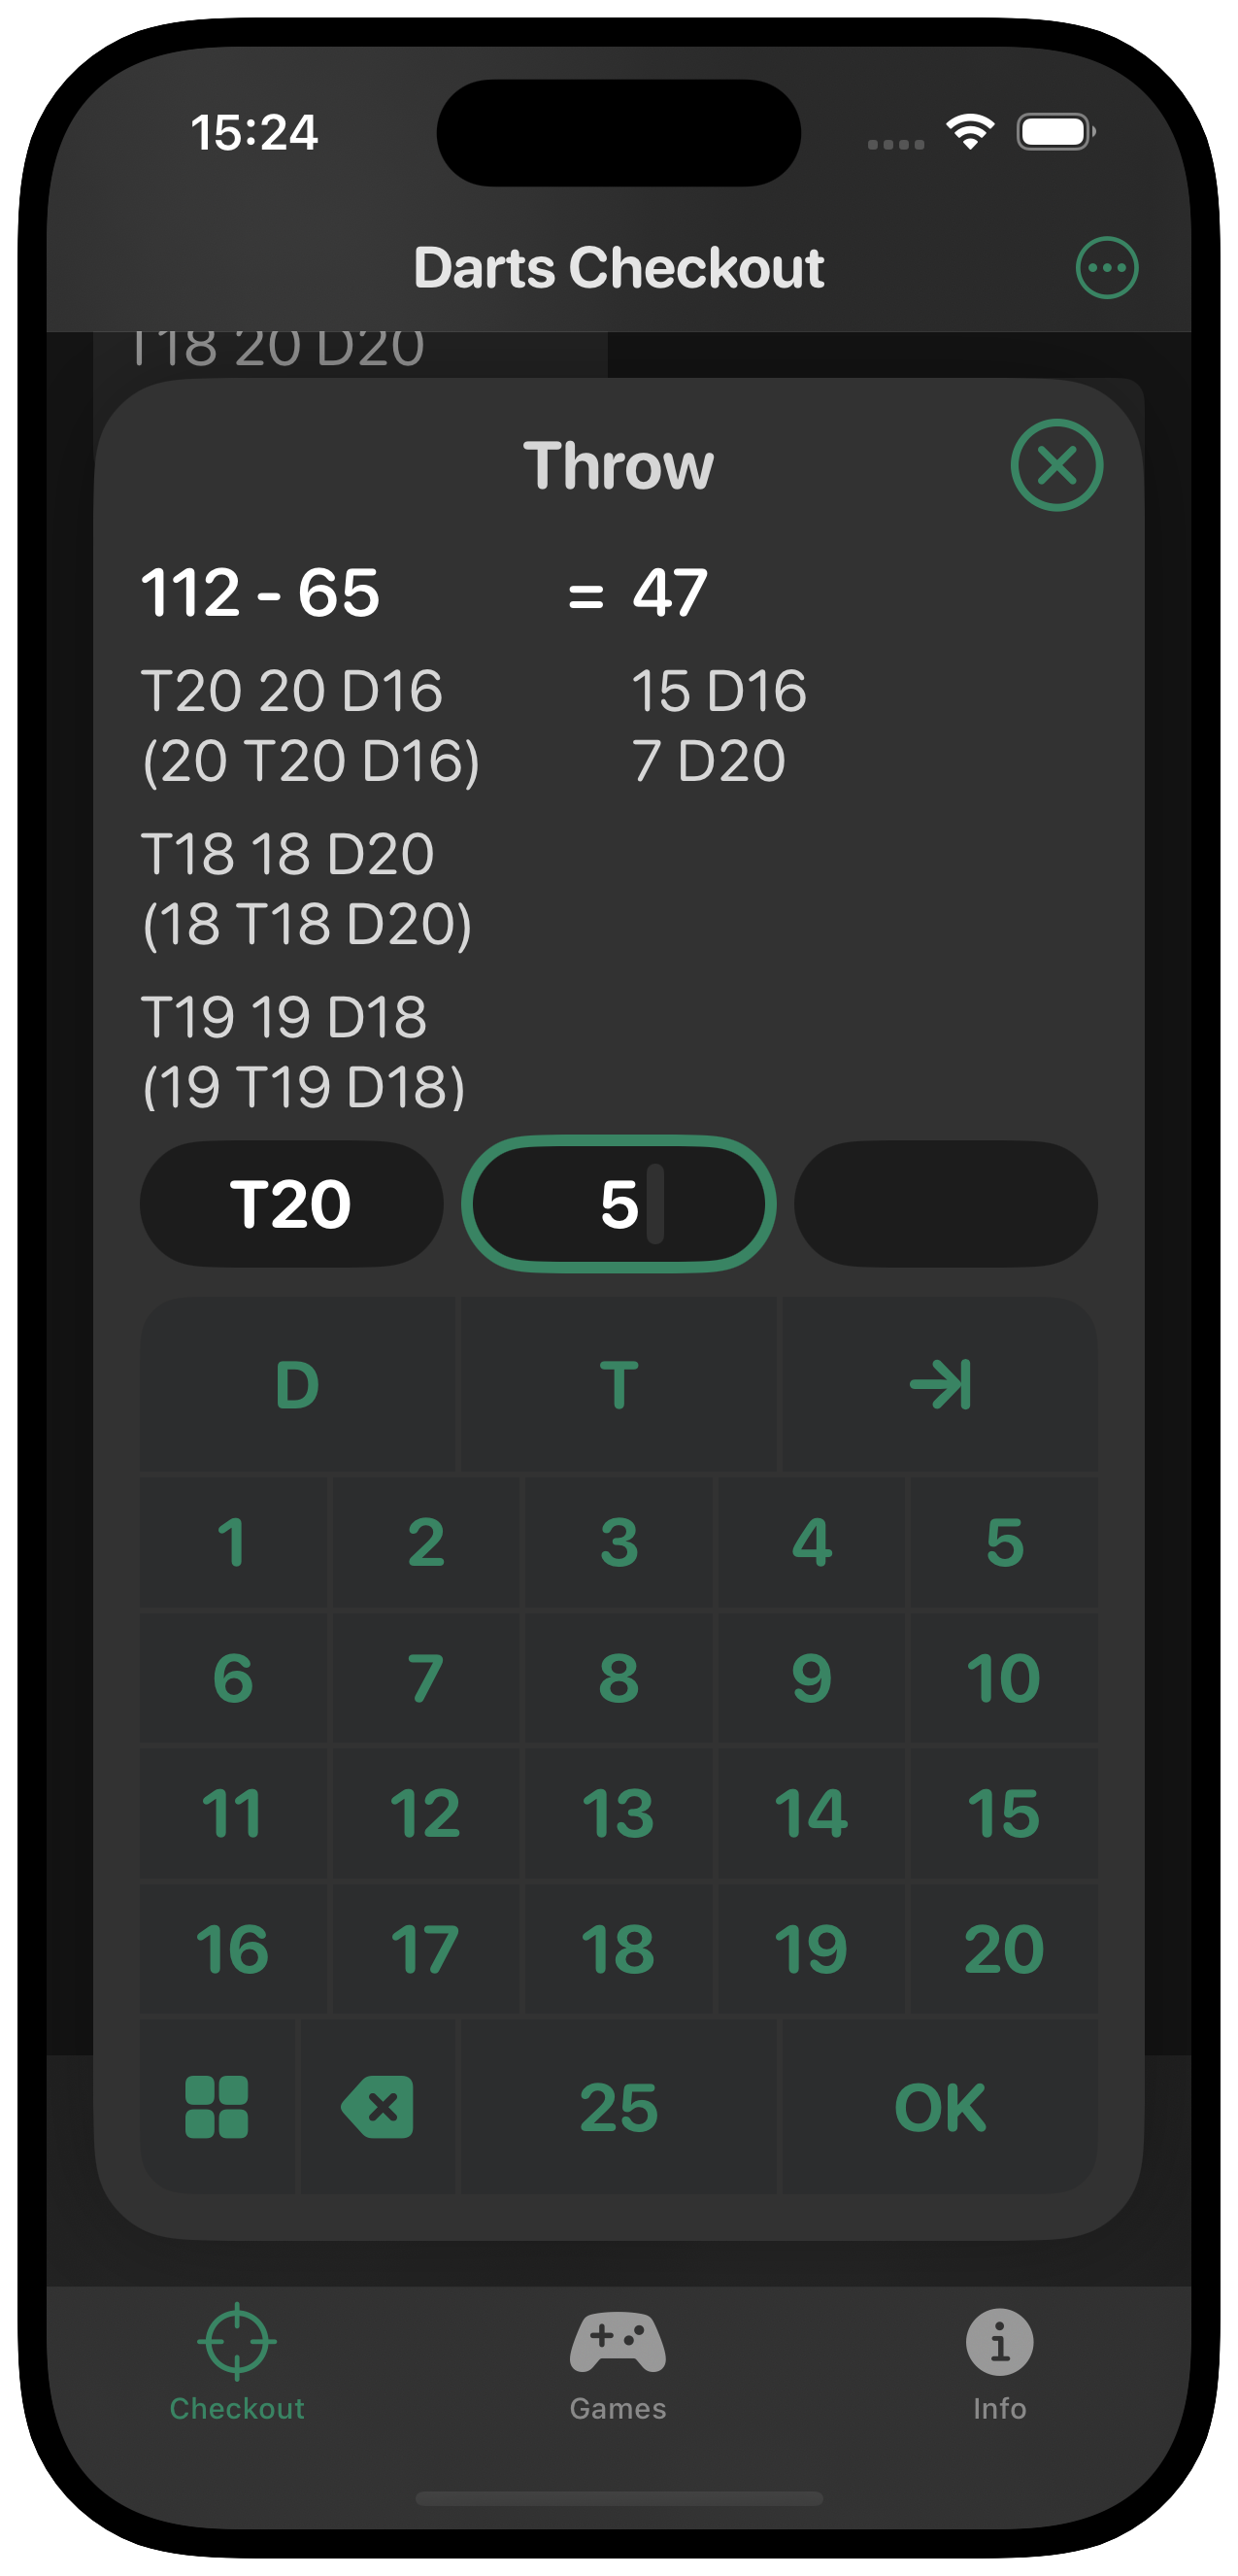 15:24
Darts Checkout
T18 20 D20
Throw
112 - 65 = 47
T20 20 D16 15 D16
(20 T20 D16) 7 D20
T18 18 D20
(18 T18 D20)
T19 19 D18
(19 T19 D18)
T20 5
D T
1 2 3 4 5
6 7 8 9 10
11 12 13 14 15
16 17 18 19 20
25 OK
Checkout Games Info